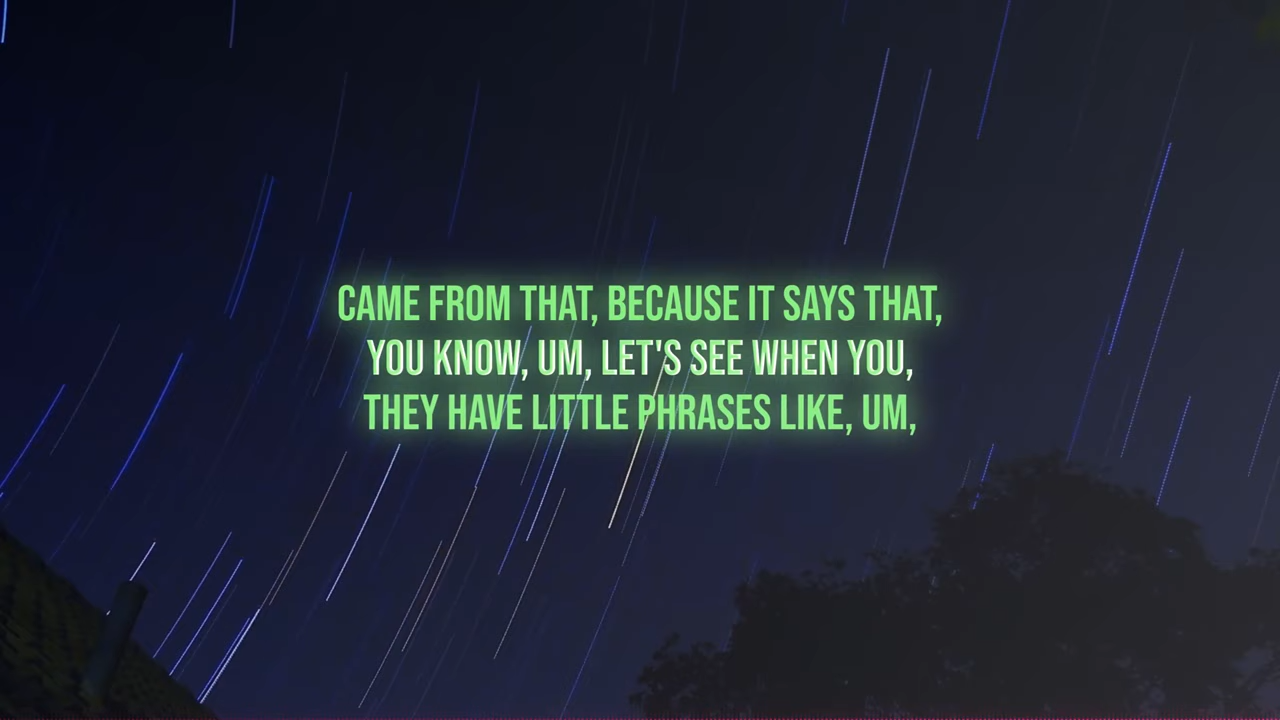 CAME FROM THAT, BECAUSE IT SAYS THAT,
YOU KNOW, UM, LET'S SEE WHEN YOU,
THEY HAVE LITTLE PHRASES LIKE, UM,